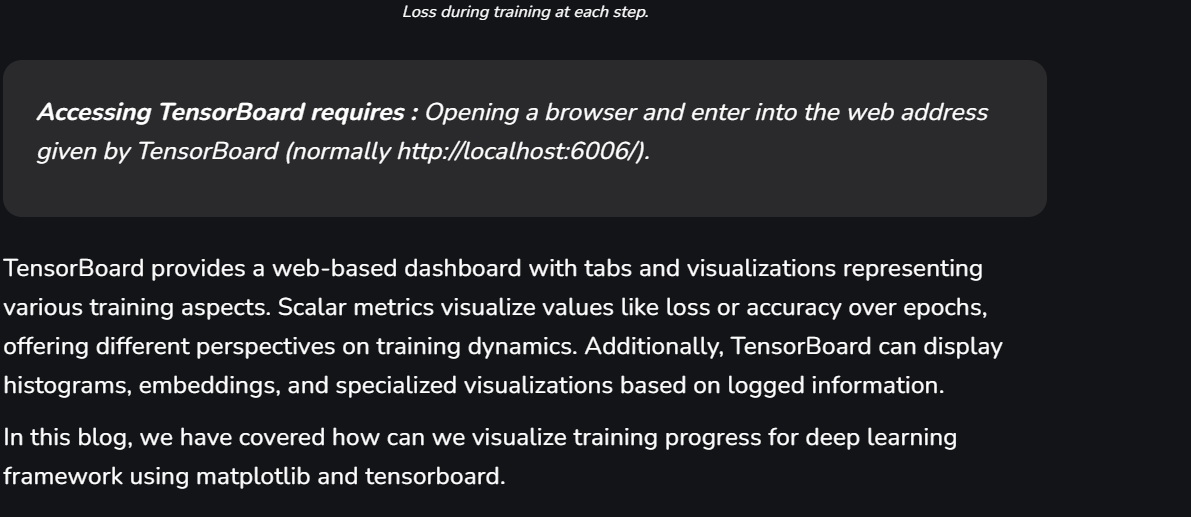 Loss during training at each step.
Accessing TensorBoard requires : Opening a browser and enter into the web address
given by TensorBoard (normally http://localhost:6006/).
TensorBoard provides a web-based dashboard with tabs and visualizations representing
various training aspects. Scalar metrics visualize values like loss or accuracy over epochs,
offering different perspectives on training dynamics. Additionally, TensorBoard can display
histograms, embeddings, and specialized visualizations based on logged information.
In this blog, we have covered how can we visualize training progress for deep learning
framework using matplotlib and tensorboard.